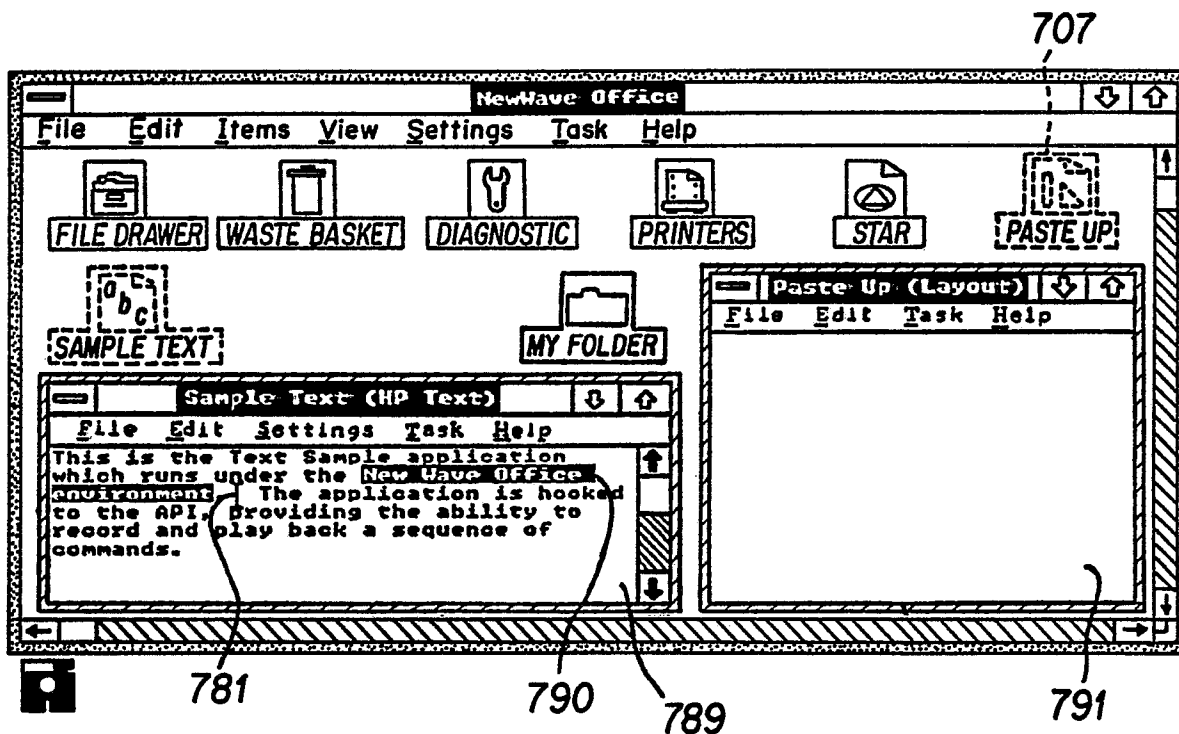 707
NewWave Office
File Edit Items View Settings Task Help
FILE DRAWER WASTE BASKET DIAGNOSTIC PRINTERS STAR PASTE UP
abc
SAMPLE TEXT MY FOLDER
Paste Up (Layout)
File Edit Task Help
Sample Text (HP Text)
File Edit Settings Task Help
This is the Text Sample application
which runs under the New Wave Office
environment. The application is hooked
to the API, providing the ability to
record and play back a sequence of
commands.
781 790 789 791